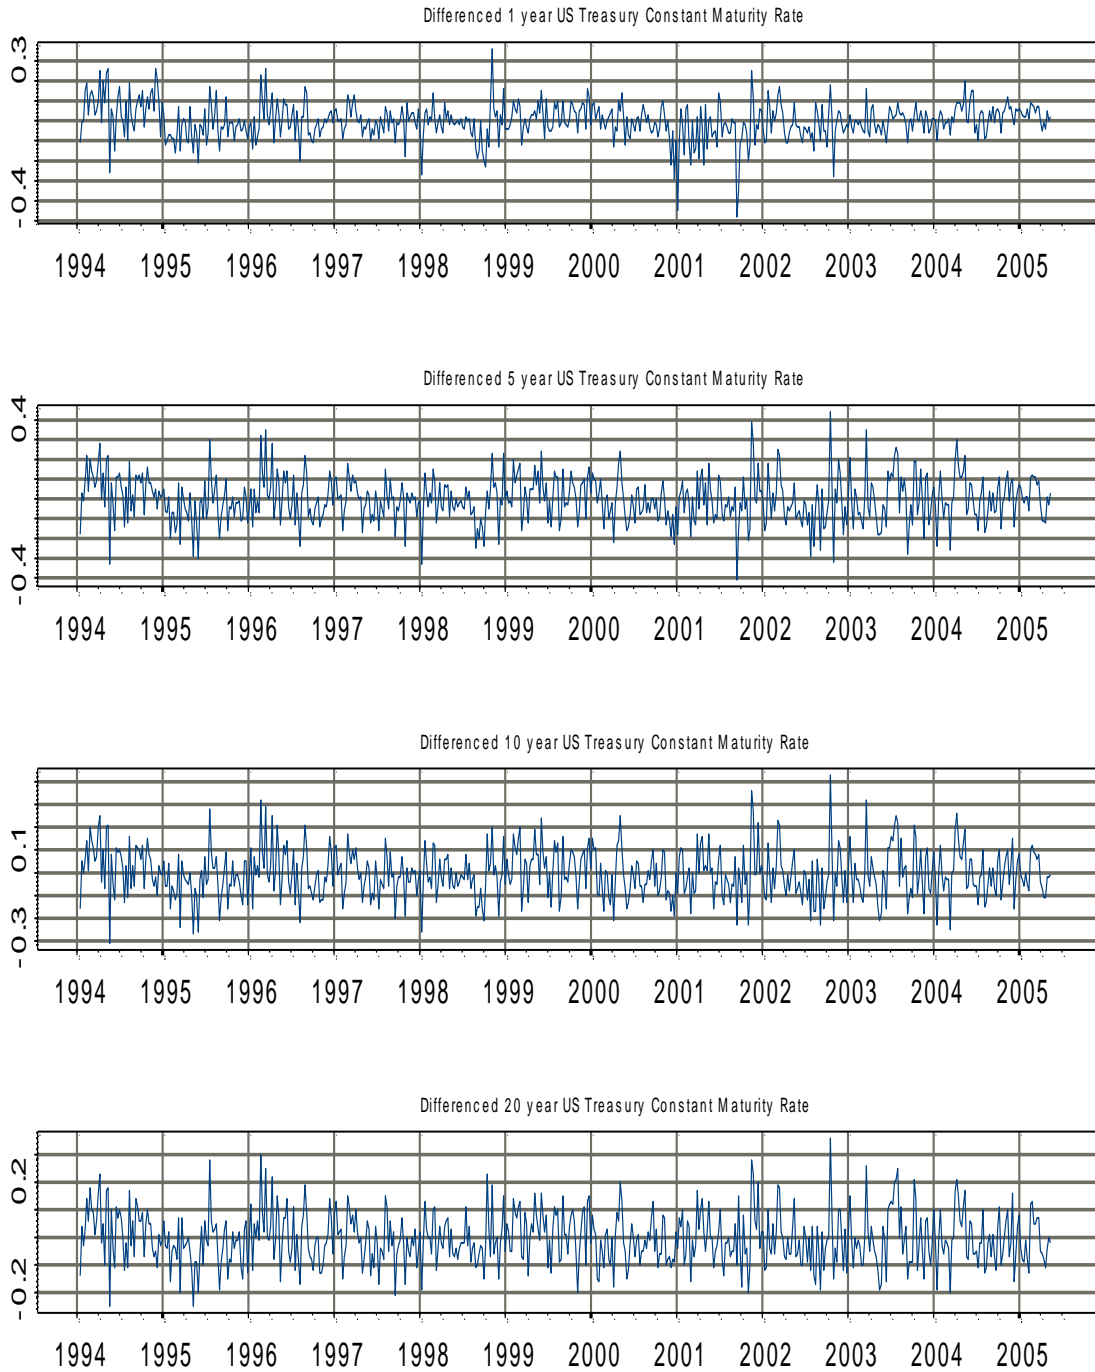 Differenced 1 year US Treasury Constant Maturity Rate
0.3
-0.4
1994 1995 1996 1997 1998 1999 2000 2001 2002 2003 2004 2005
Differenced 5 year US Treasury Constant Maturity Rate
0.4
-0.4
1994 1995 1996 1997 1998 1999 2000 2001 2002 2003 2004 2005
Differenced 10 year US Treasury Constant Maturity Rate
0.1
-0.3
1994 1995 1996 1997 1998 1999 2000 2001 2002 2003 2004 2005
Differenced 20 year US Treasury Constant Maturity Rate
0.2
-0.2
1994 1995 1996 1997 1998 1999 2000 2001 2002 2003 2004 2005